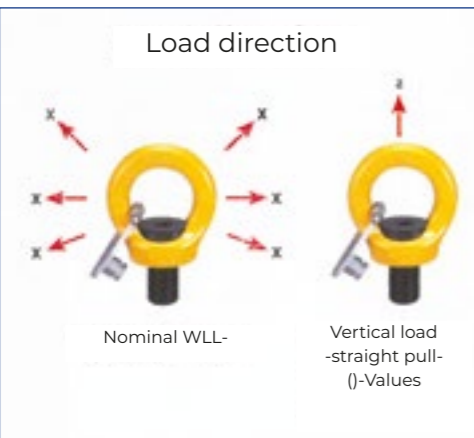 Load direction
x x a
x x
x x
Nominal WLL-
Vertical load
-straight pull-
()-Values